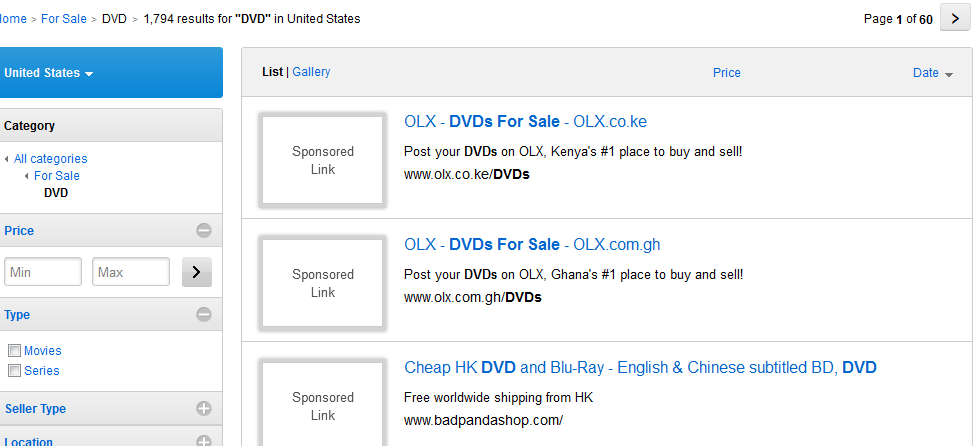 ome > For Sale > DVD > 1,794 results for "DVD" in United States
Page 1 of 60
United States
Category
All categories
For Sale
DVD
Price
Min
Max
Type
Movies
Series
Seller Type
Location
List | Gallery
Price
Date
Sponsored
Link
OLX - DVDs For Sale - OLX.co.ke
Post your DVDs on OLX, Kenya's #1 place to buy and sell!
www.olx.co.ke/DVDs
Sponsored
Link
OLX - DVDs For Sale - OLX.com.gh
Post your DVDs on OLX, Ghana's #1 place to buy and sell!
www.olx.com.gh/DVDs
Sponsored
Link
Cheap HK DVD and Blu-Ray - English & Chinese subtitled BD, DVD
Free worldwide shipping from HK
www.badpandashop.com/